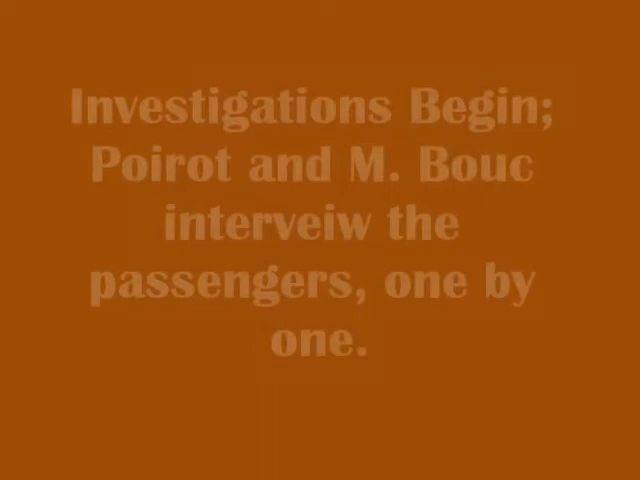 Investigations Begin;
Poirot and M. Bouc
interveiw the
passengers, one by
one.